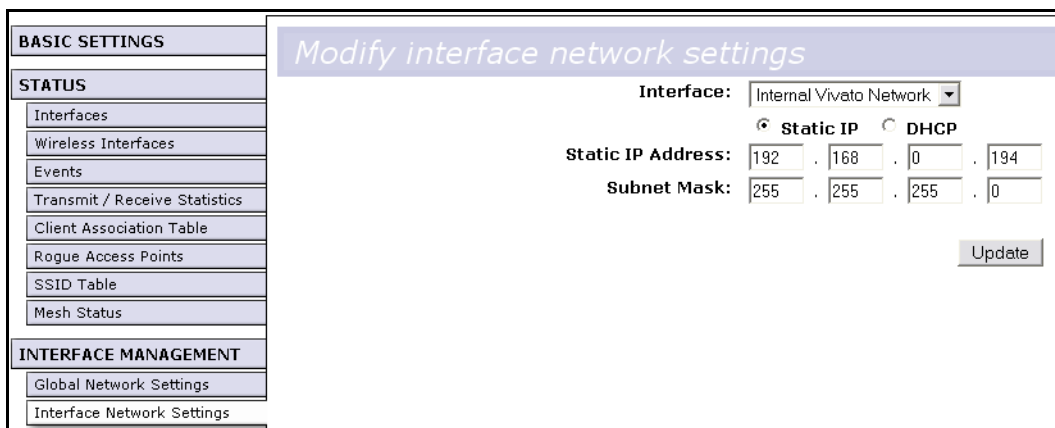 BASIC SETTINGS
STATUS
Interfaces
Wireless Interfaces
Events
Transmit / Receive Statistics
Client Association Table
Rogue Access Points
SSID Table
Mesh Status
INTERFACE MANAGEMENT
Global Network Settings
Interface Network Settings
Modify interface network settings
Interface: Internal Vivato Network
Static IP DHCP
Static IP Address: 192 . 168 . 0 . 194
Subnet Mask: 255 . 255 . 255 . 0
Update